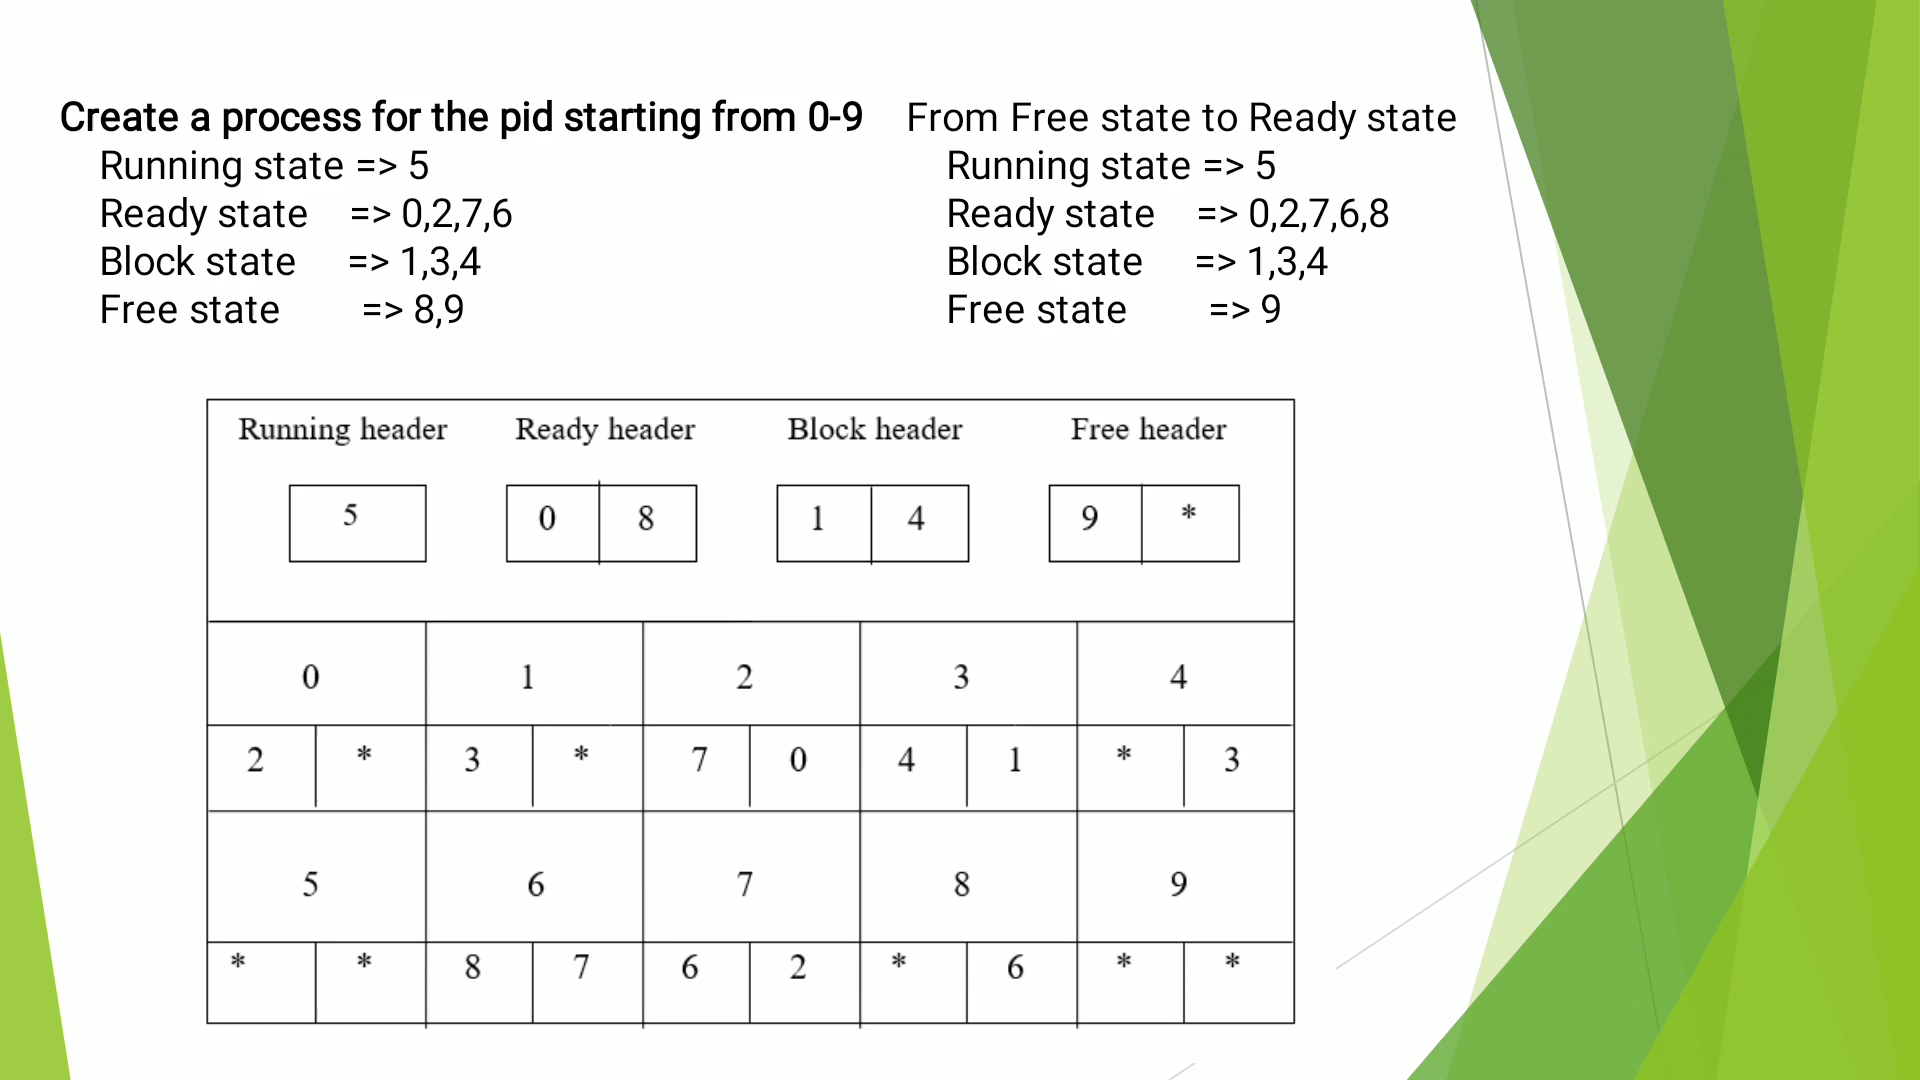 Create a process for the pid starting from 0-9
Running state => 5
Ready state => 0,2,7,6
Block state => 1,3,4
Free state => 8,9
From Free state to Ready state
Running state => 5
Ready state => 0,2,7,6,8
Block state => 1,3,4
Free state => 9
Running header Ready header Block header Free header
5 0 8 1 4 9 *
0 1 2 3 4
2 * 3 * 7 0 4 1 * 3
5 6 7 8 9
* * 8 7 6 2 * 6 * *